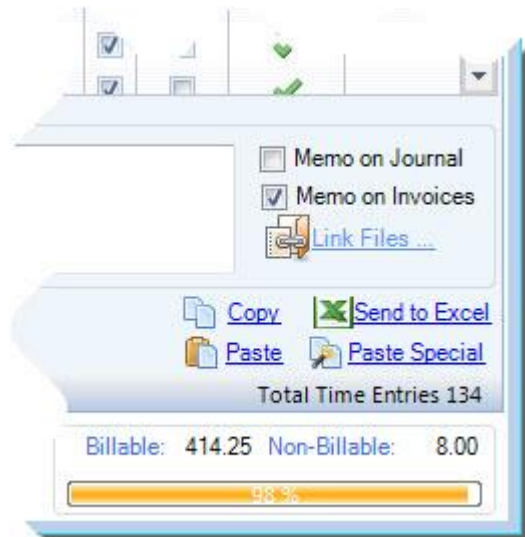 Memo on Journal
Memo on Invoices
Link Files ...
Copy Send to Excel
Paste Paste Special
Total Time Entries 134
Billable: 414.25 Non-Billable: 8.00
98 %